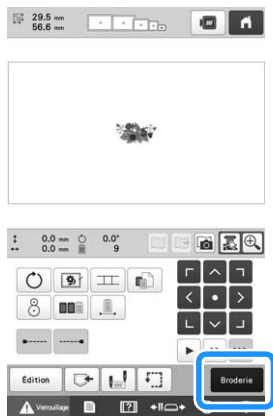 29.5 mm
56.6 mm
0.0 mm 0.0°
0.0 mm 9
Édition
Broderie
Verrouillage